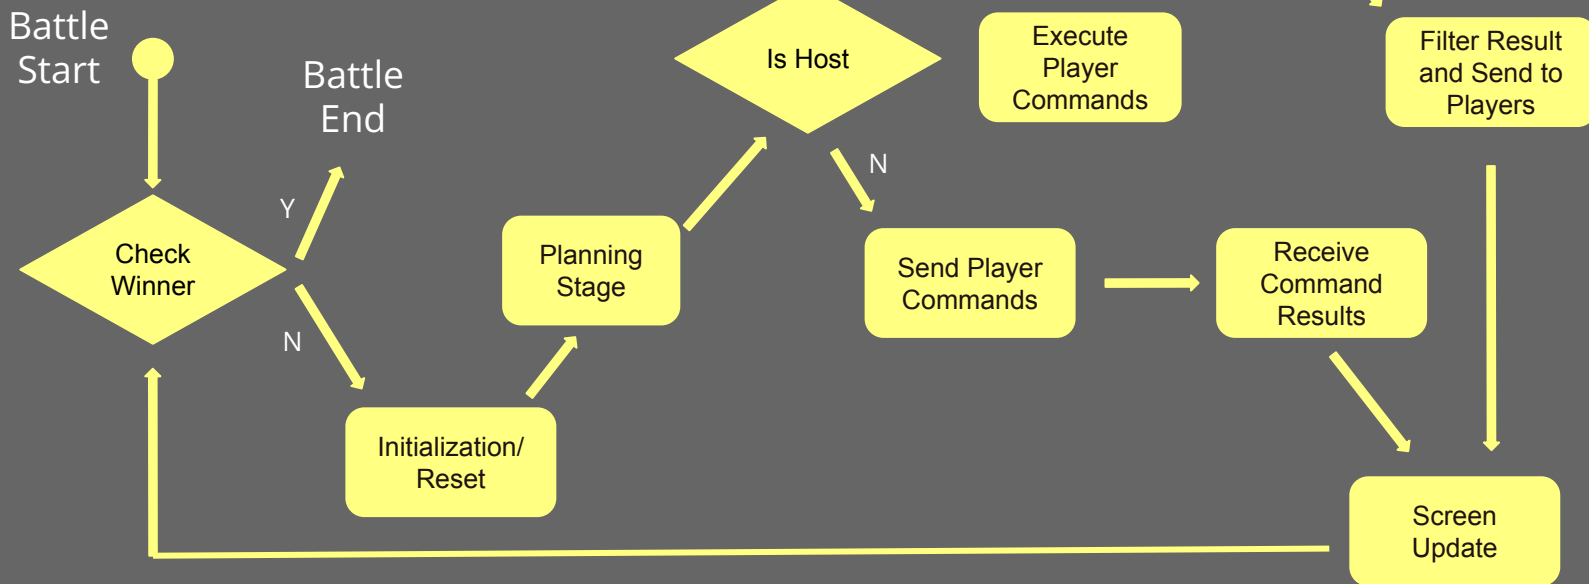 Battle
Start
Battle
End
Is Host
Execute
Player
Commands
Filter Result
and Send to
Players
Y
N
Check
Winner
N
Planning
Stage
Send Player
Commands
Receive
Command
Results
Initialization/
Reset
Screen
Update